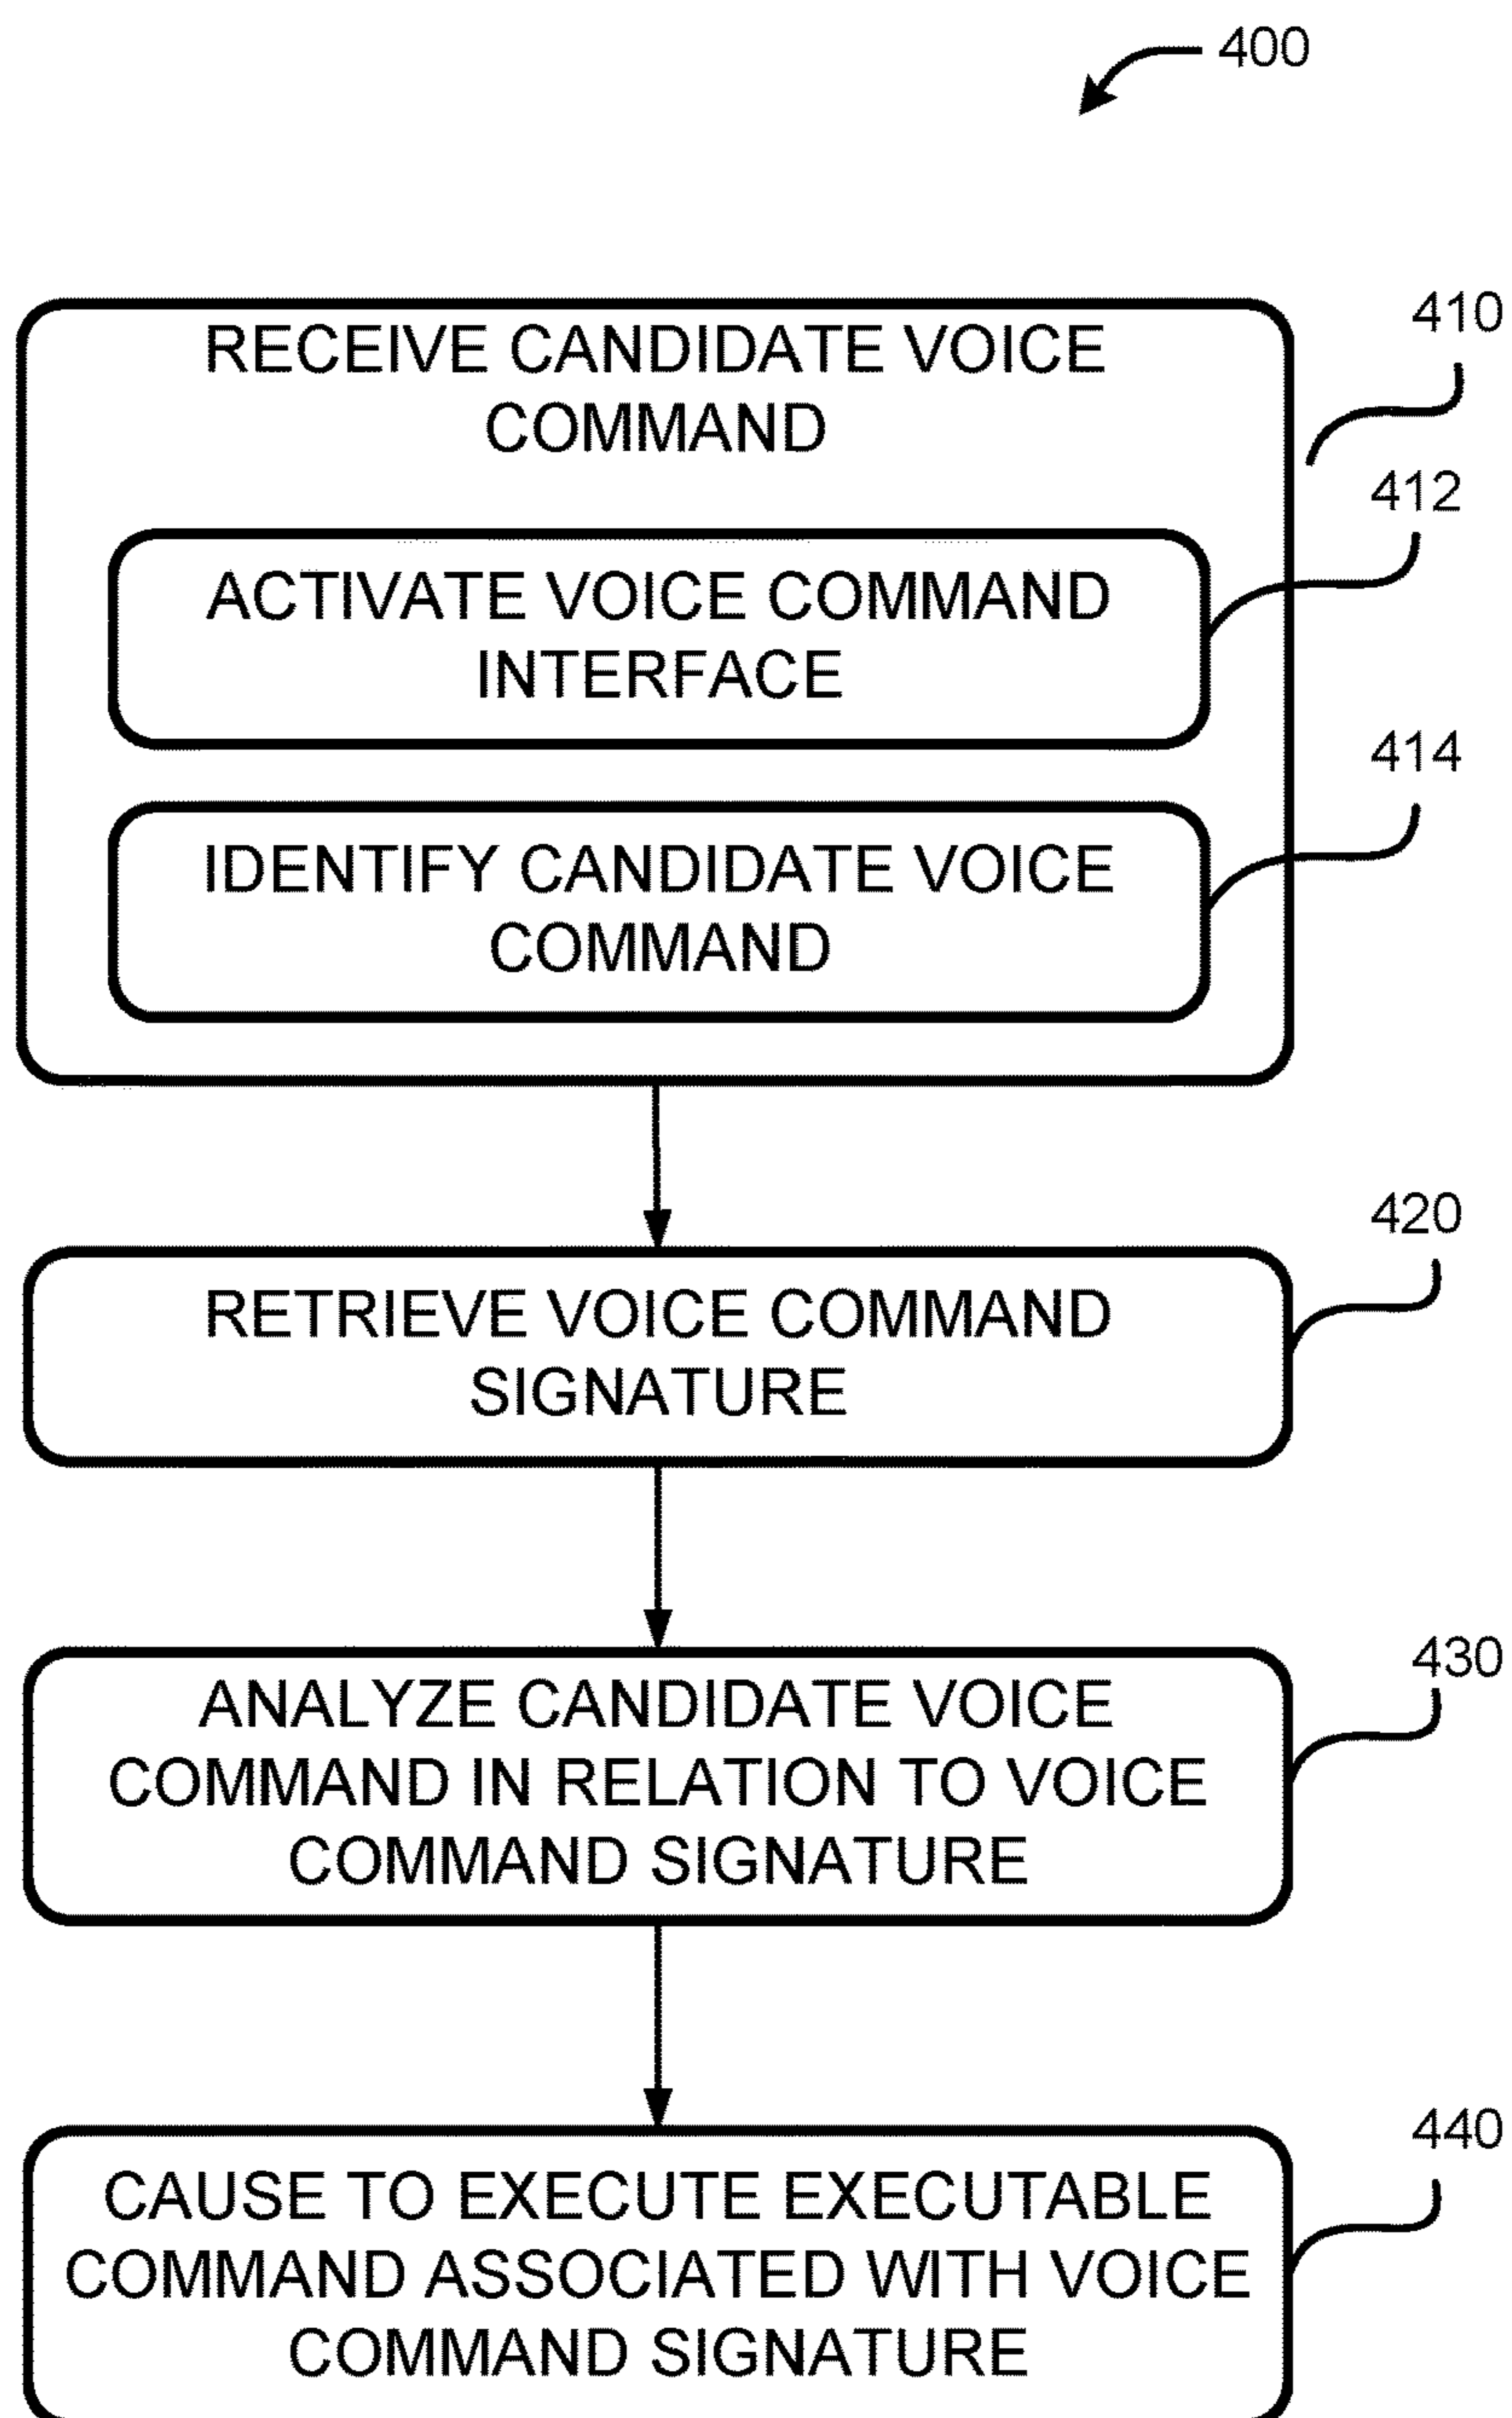 400
410
RECEIVE CANDIDATE VOICE
COMMAND
412
ACTIVATE VOICE COMMAND
INTERFACE
414
IDENTIFY CANDIDATE VOICE
COMMAND
420
RETRIEVE VOICE COMMAND
SIGNATURE
430
ANALYZE CANDIDATE VOICE
COMMAND IN RELATION TO VOICE
COMMAND SIGNATURE
440
CAUSE TO EXECUTE EXECUTABLE
COMMAND ASSOCIATED WITH VOICE
COMMAND SIGNATURE